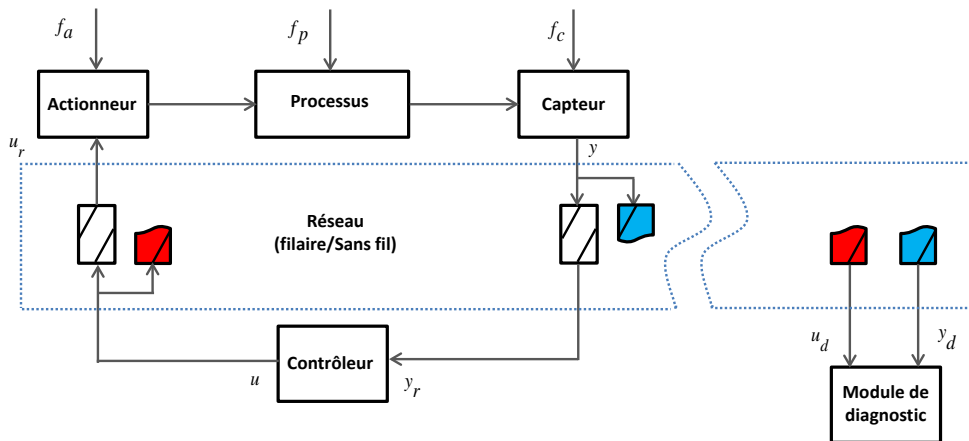 f_a
f_p
f_c
Actionneur
Processus
Capteur
u_r
y
Réseau
(filaire/Sans fil)
Contrôleur
u
y_r
u_d
y_d
Module de
diagnostic